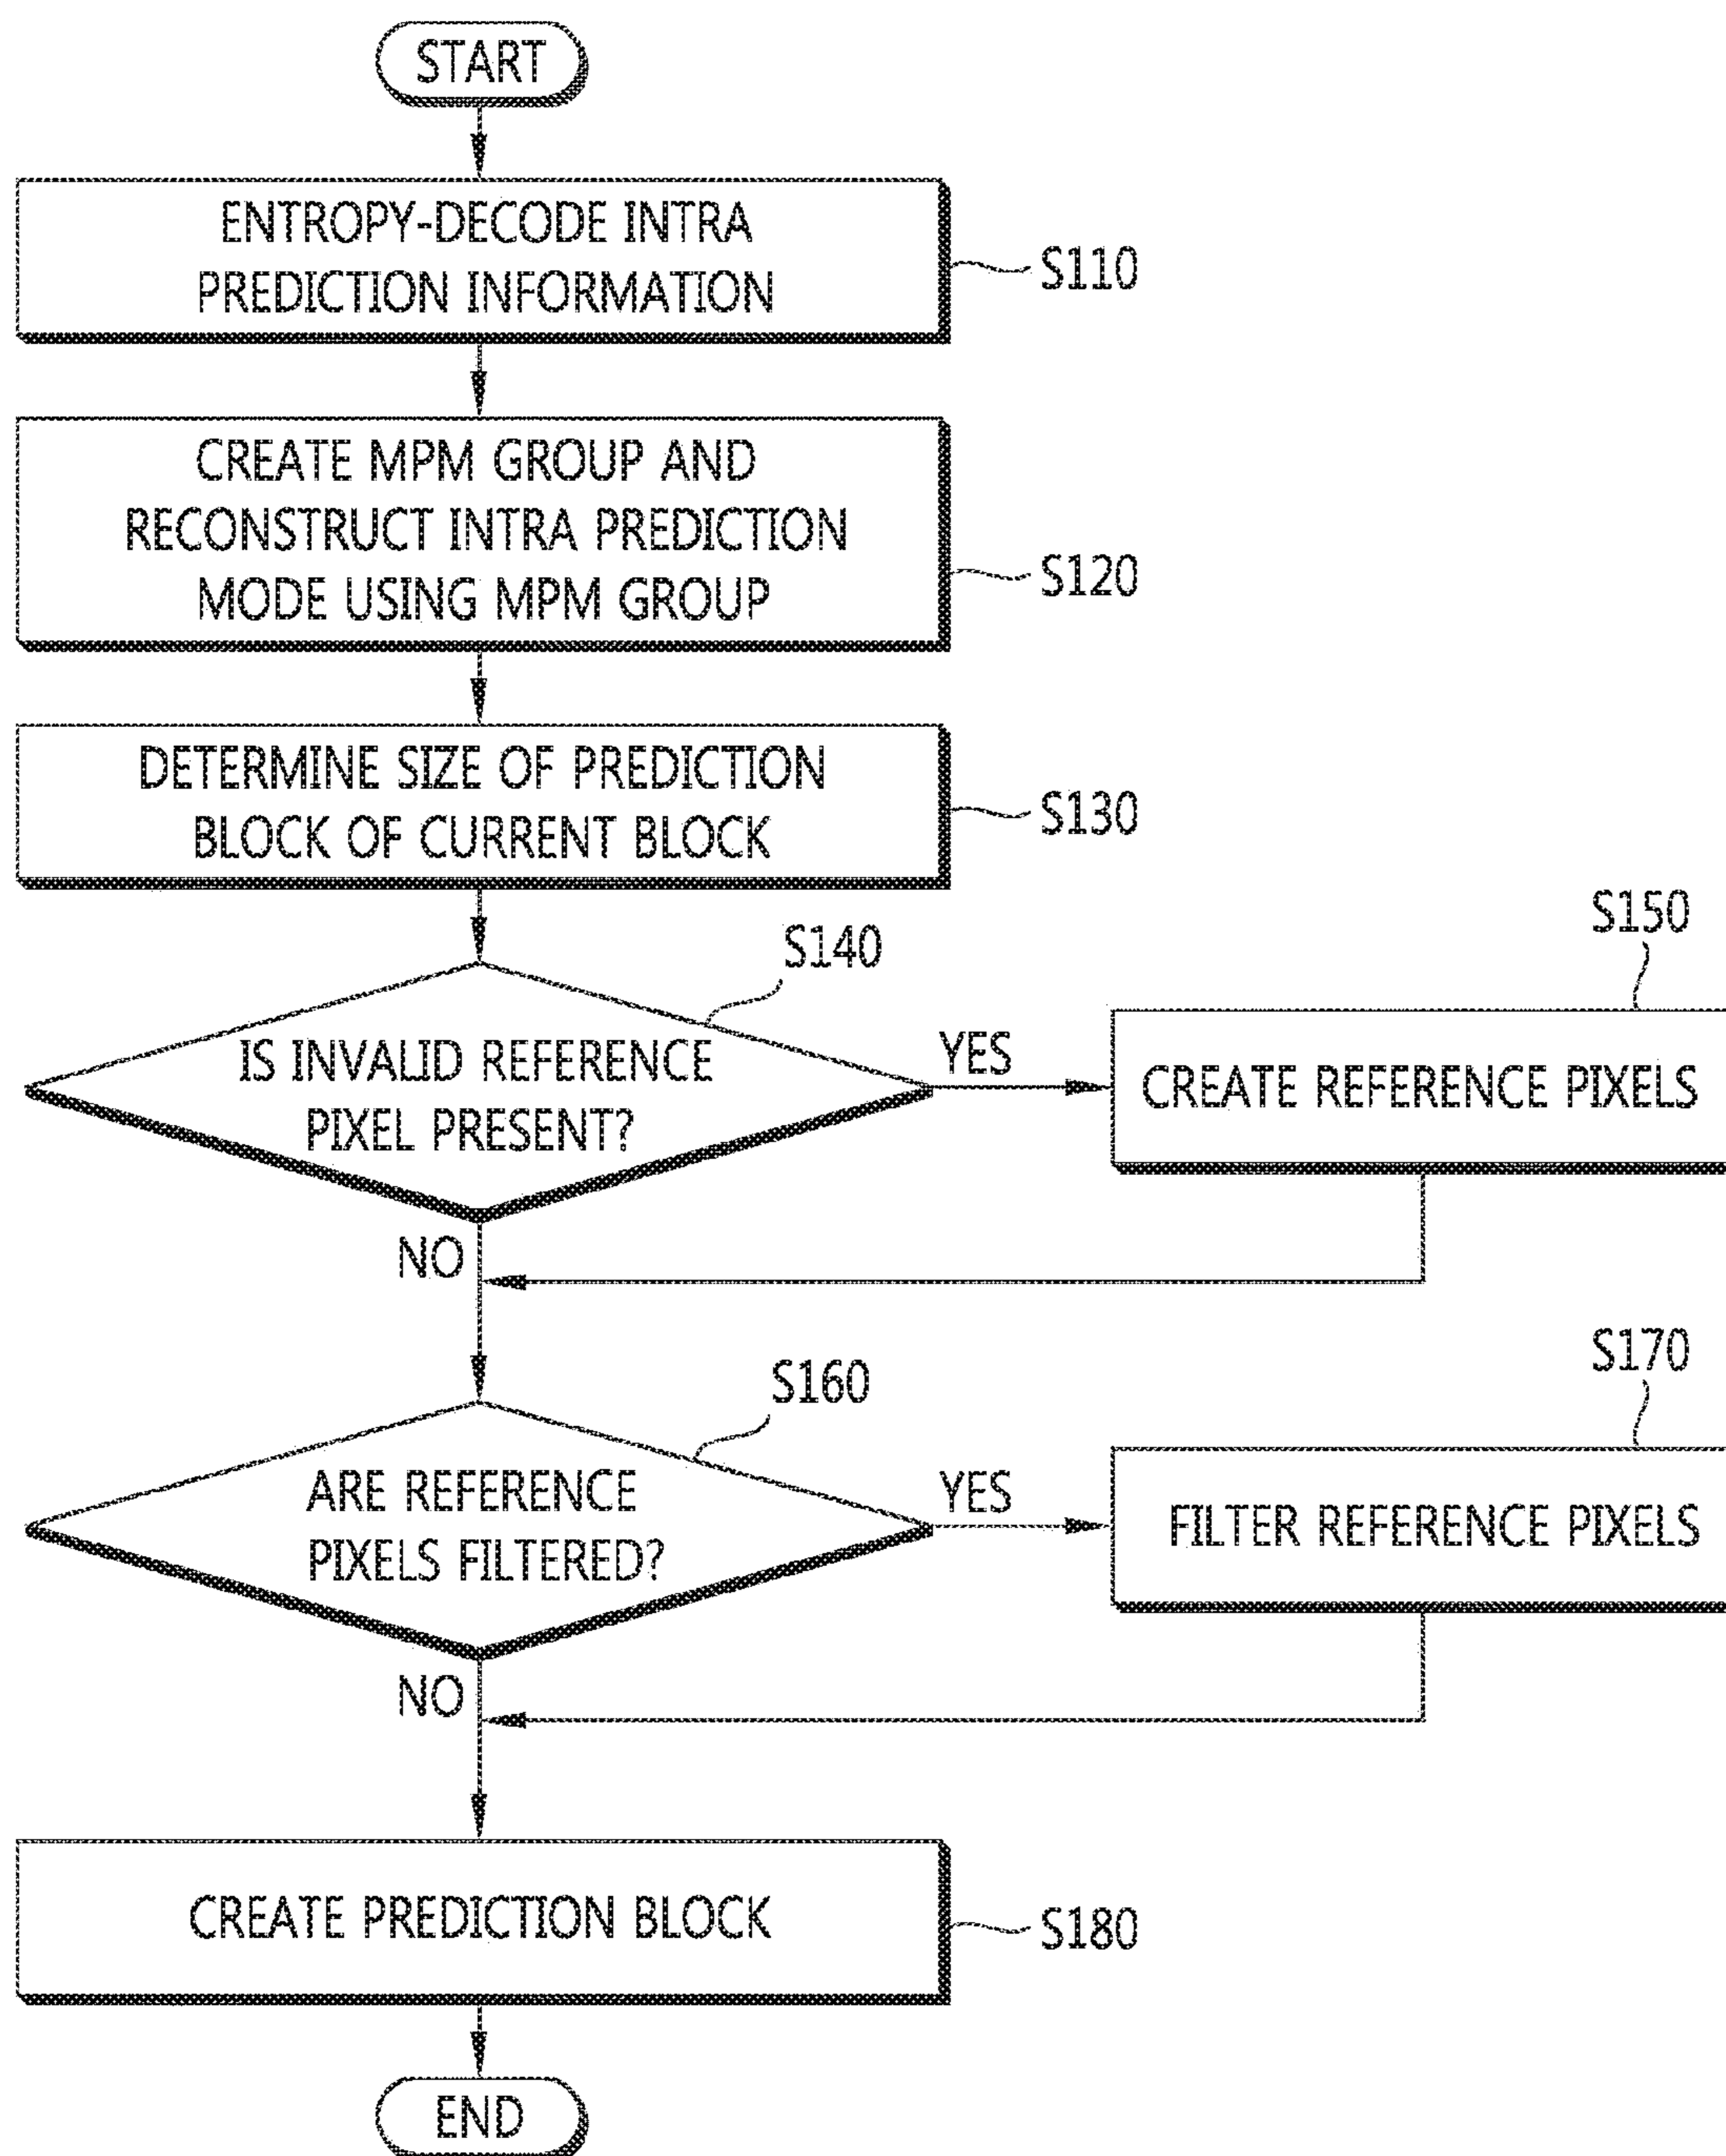 START
ENTROPY-DECODE INTRA
PREDICTION INFORMATION
S110
CREATE MPM GROUP AND
RECONSTRUCT INTRA PREDICTION
MODE USING MPM GROUP
S120
DETERMINE SIZE OF PREDICTION
BLOCK OF CURRENT BLOCK
S130
S140
IS INVALID REFERENCE
PIXEL PRESENT?
YES
S150
CREATE REFERENCE PIXELS
NO
S160
ARE REFERENCE
PIXELS FILTERED?
YES
S170
FILTER REFERENCE PIXELS
NO
CREATE PREDICTION BLOCK
S180
END